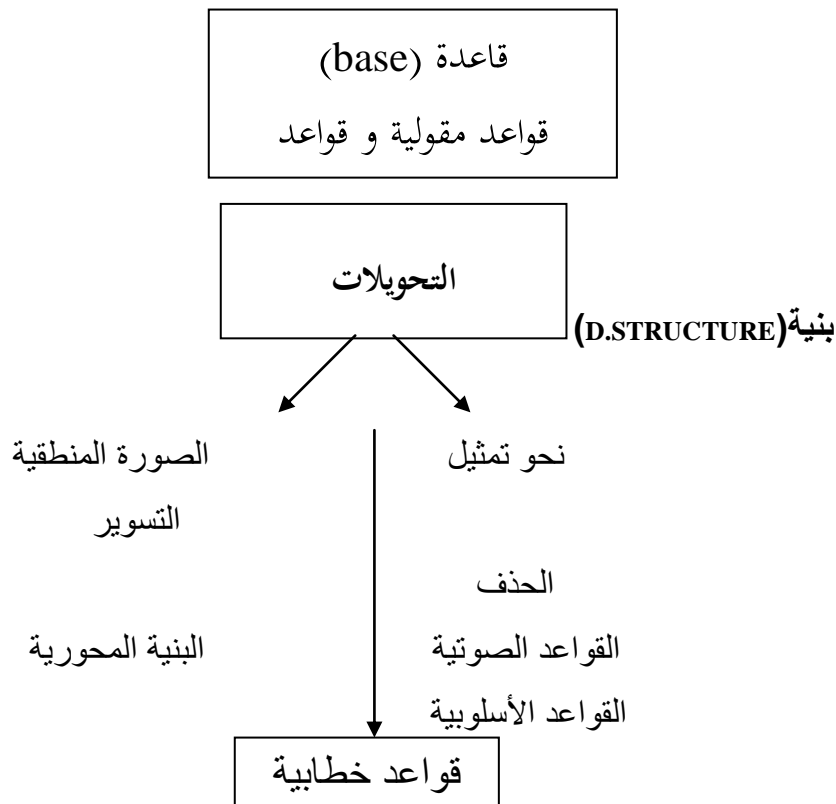 قاعدة (base)
قواعد مقولية و قواعد
التحويلات
بنية(D.STRUCTURE)
نحو تمثيل
الصورة المنطقية
التسوير
الحذف
القواعد الصوتية
البنية المحورية
القواعد الأسلوبية
قواعد خطابية